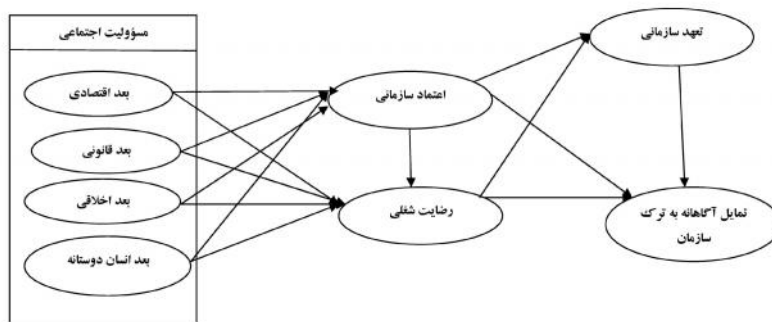 مسؤولیت اجتماعی
بعد اقتصادی
بعد قانونی
بعد اخلاقی
بعد انسان دوستانه
اعتماد سازمانی
رضایت شغلی
تعهد سازمانی
تمایل آگاهانه به ترک
سازمان